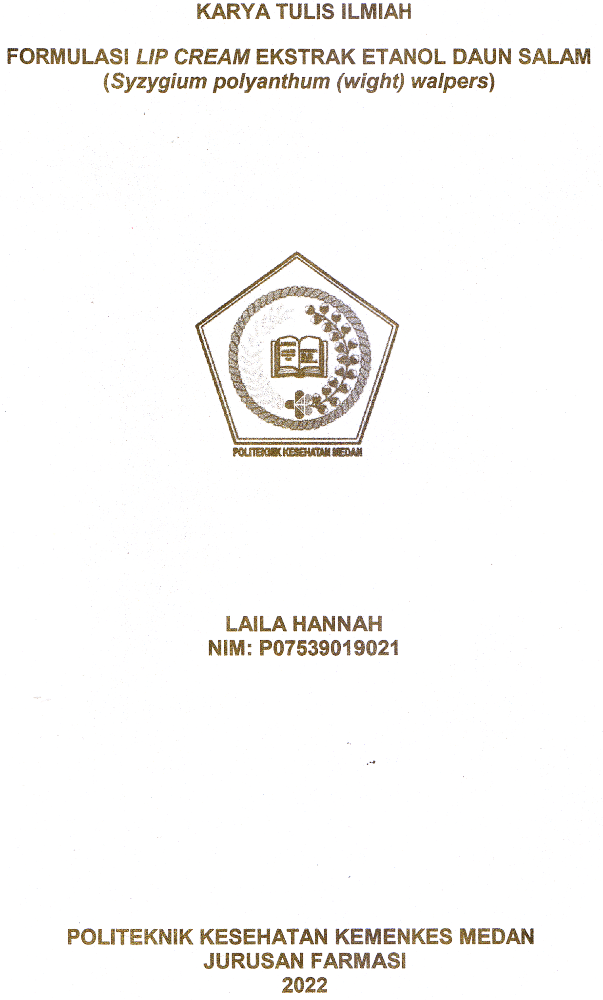 KARYA TULIS ILMIAH
FORMULASI LIP CREAM EKSTRAK ETANOL DAUN SALAM
(Syzygium polyanthum (wight) walpers)
POLITEKNIK KESEHATAN MEDAN
LAILA HANNAH
NIM: P07539019021
POLITEKNIK KESEHATAN KEMENKES MEDAN
JURUSAN FARMASI
2022